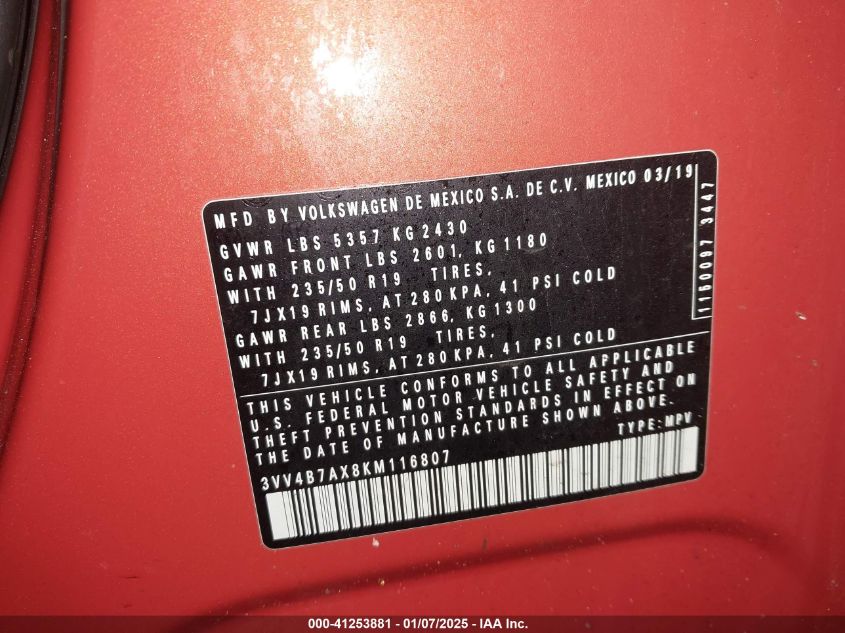 MFD BY VOLKSWAGEN DE MEXICO S.A. DE C.V. MEXICO 03/19
GVWR LBS 5357 KG 2430
GAWR FRONT LBS 2601, KG 1180
WITH 235/50 R19 TIRES,
7JX19 RIMS, AT 280 KPA, 41 PSI COLD
GAWR REAR LBS 2866, KG 1300
WITH 235/50 R19 TIRES,
7JX19 RIMS, AT 280 KPA, 41 PSI COLD
1150097 3447
THIS VEHICLE CONFORMS TO ALL APPLICABLE
U.S. FEDERAL MOTOR VEHICLE SAFETY AND
THEFT PREVENTION STANDARDS IN EFFECT ON
THE DATE OF MANUFACTURE SHOWN ABOVE.
TYPE: MPV
3VV4B7AX8KM116807
000-41253881 — 01/07/2025 - IAA Inc.